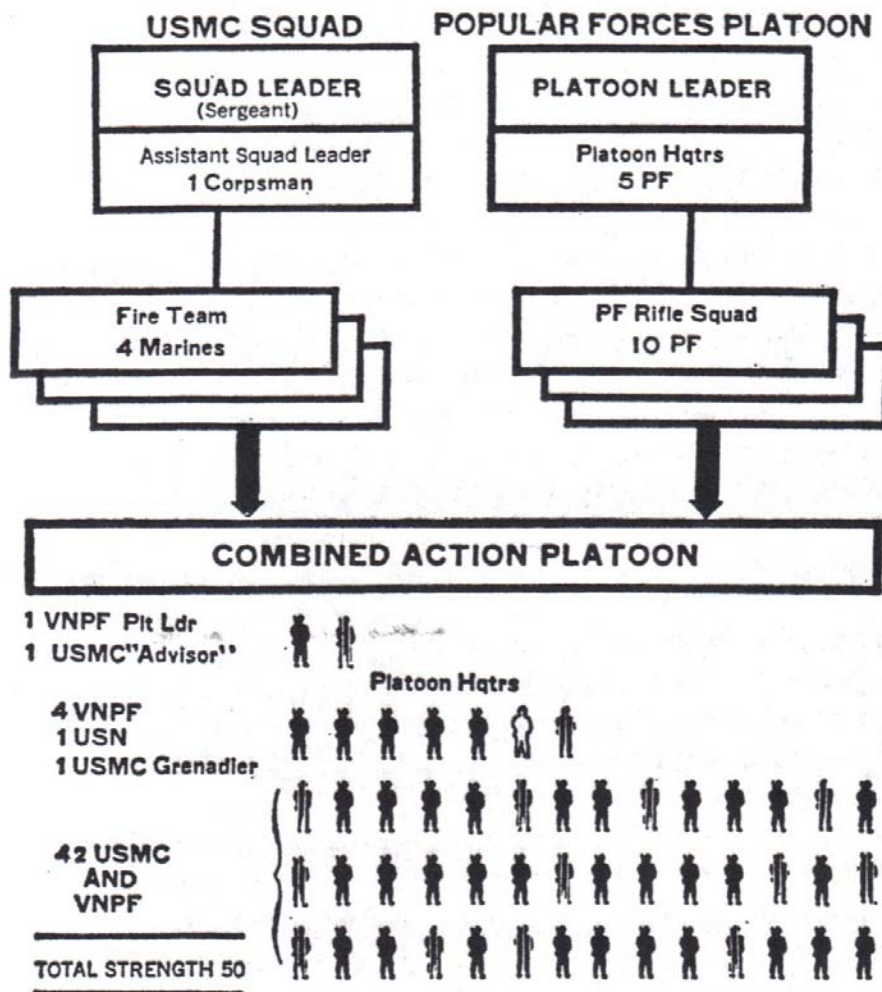 USMC SQUAD
SQUAD LEADER
(Sergeant)
Assistant Squad Leader
1 Corpsman
Fire Team
4 Marines
POPULAR FORCES PLATOON
PLATOON LEADER
Platoon Hqtrs
5 PF
PF Rifle Squad
10 PF
COMBINED ACTION PLATOON
1 VNPF Plt Ldr
1 USMC"Advisor"
Platoon Hqtrs
4 VNPF
1 USN
1 USMC Grenadier
42 USMC
AND
VNPF
TOTAL STRENGTH 50